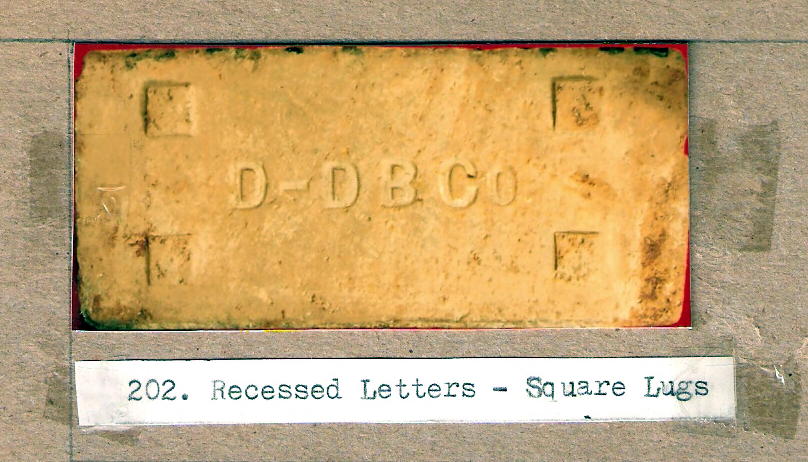 D-DBCo
202. Recessed Letters - Square Lugs